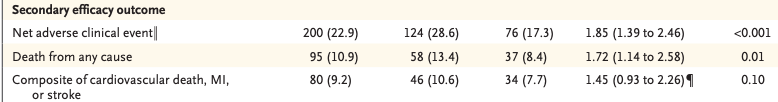 Secondary efficacy outcome
Net adverse clinical event‖ 200 (22.9) 124 (28.6) 76 (17.3) 1.85 (1.39 to 2.46) <0.001
Death from any cause 95 (10.9) 58 (13.4) 37 (8.4) 1.72 (1.14 to 2.58) 0.01
Composite of cardiovascular death, MI, 80 (9.2) 46 (10.6) 34 (7.7) 1.45 (0.93 to 2.26)¶ 0.10
or stroke